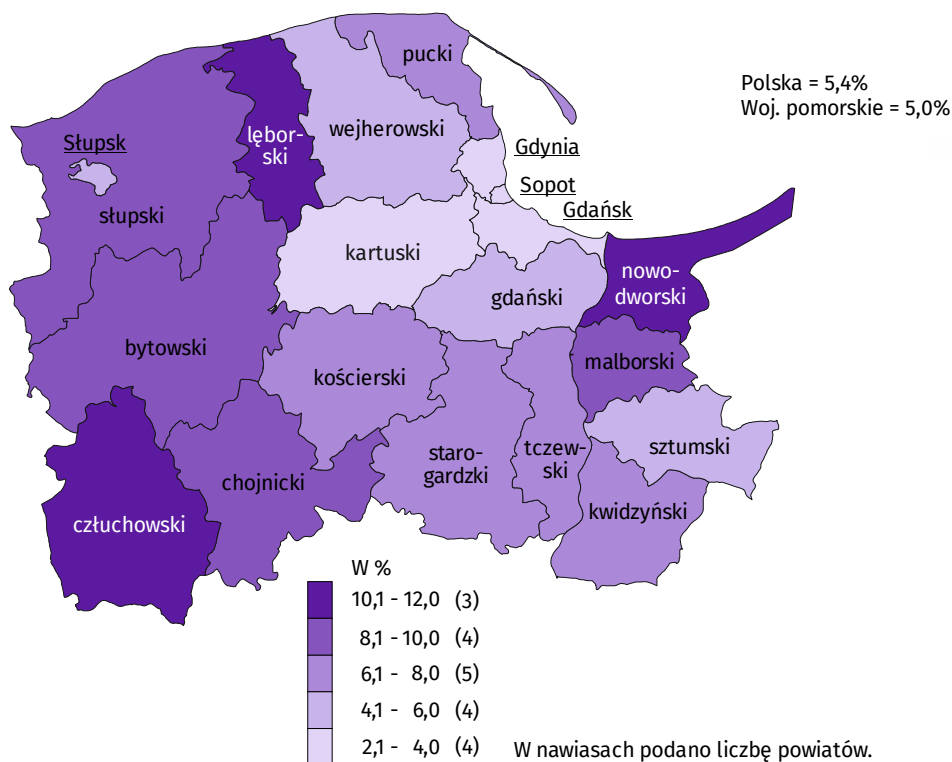 pucki
Polska = 5,4%
Woj. pomorskie = 5,0%
lębor-
ski
wejherowski
Słupsk
Gdynia
Sopot
Gdańsk
słupski
kartuski
nowo-
dworski
gdański
bytowski
kościerski
malborski
staro-
gardzki
tczew-
ski
sztumski
chojnicki
kwidzyński
człuchowski
W %
10,1 - 12,0 (3)
8,1 - 10,0 (4)
6,1 - 8,0 (5)
4,1 - 6,0 (4)
2,1 - 4,0 (4)
W nawiasach podano liczbę powiatów.